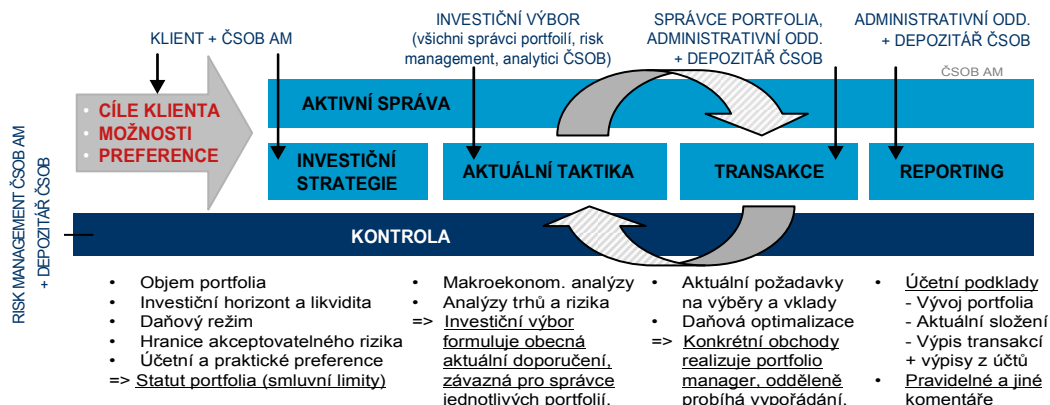 KLIENT + ČSOB AM
INVESTIČNÍ VÝBOR
(všichni správci portfoilí, risk
management, analytici ČSOB)
SPRÁVCE PORTFOLIA,
ADMINISTRATIVNÍ ODD.
+ DEPOZITÁŘ ČSOB
ADMINISTRATIVNÍ ODD.
+ DEPOZITÁŘ ČSOB
ČSOB AM
RISK MANAGEMENT ČSOB AM
+ DEPOZITÁŘ ČSOB
• CÍLE KLIENTA
• MOŽNOSTI
• PREFERENCE
AKTIVNÍ SPRÁVA
INVESTIČNÍ
STRATEGIE
AKTUÁLNÍ TAKTIKA
TRANSAKCE
REPORTING
KONTROLA
• Objem portfolia
• Investiční horizont a likvidita
• Daňový režim
• Hranice akceptovatelného rizika
• Účetní a praktické preference
=> Statut portfolia (smluvní limity)
• Makroekonom. analýzy
• Analýzy trhů a rizika
=> Investiční výbor
formuluje obecná
aktuální doporučení,
závazná pro správce
jednotlivých portfolií.
• Aktuální požadavky
na výběry a vklady
• Daňová optimalizace
=> Konkrétní obchody
realizuje portfolio
manager, odděleně
probíhá vypořádání.
• Účetní podklady
- Vývoj portfolia
- Aktuální složení
- Výpis transakcí
+ výpisy z účtů
• Pravidelné a jiné
komentáře